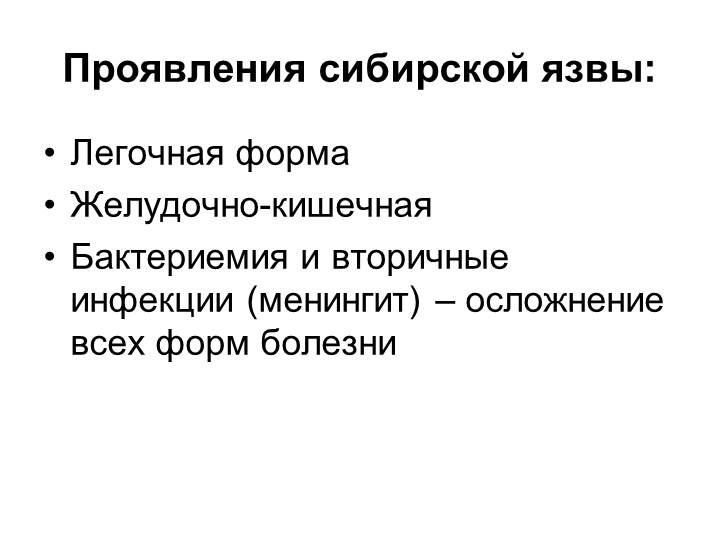 Проявления сибирской язвы:
• Легочная форма
• Желудочно-кишечная
• Бактериемия и вторичные
инфекции (менингит) – осложнение
всех форм болезни